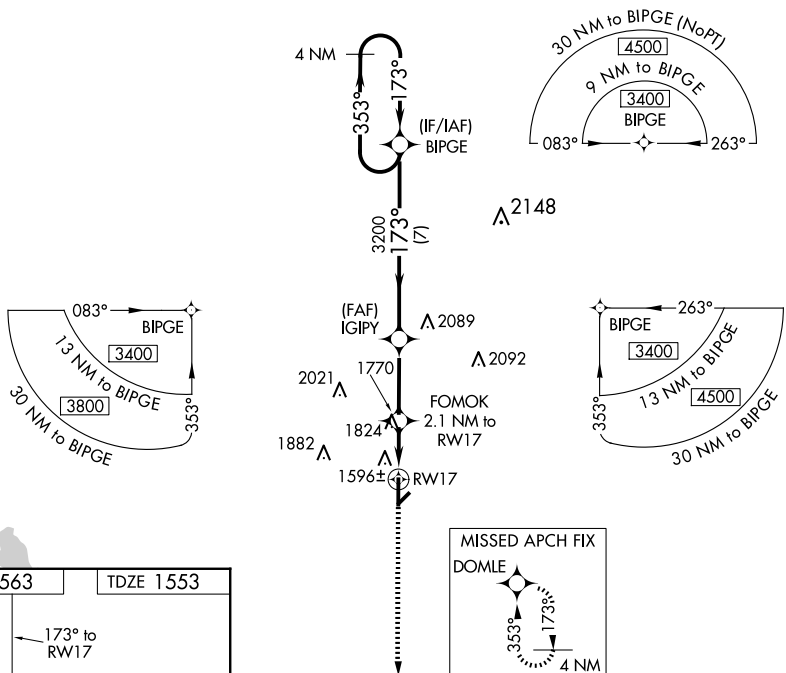 4 NM
353°
173°
(IF/IAF)
BIPGE
30 NM to BIPGE (NoPT)
4500
9 NM to BIPGE
3400
BIPGE
083°
263°
3200
173°
(7)
2148
083°
BIPGE
13 NM to BIPGE
3400
30 NM to BIPGE
3800
353°
(FAF)
IGIPY
2089
2092
1770
2021
FOMOK
2.1 NM to
RW17
1824
1882
1596±
RW17
263°
BIPGE
3400
13 NM to BIPGE
4500
30 NM to BIPGE
353°
MISSED APCH FIX
DOMLE
353°
173°
4 NM
563
TDZE 1553
173° to
RW17